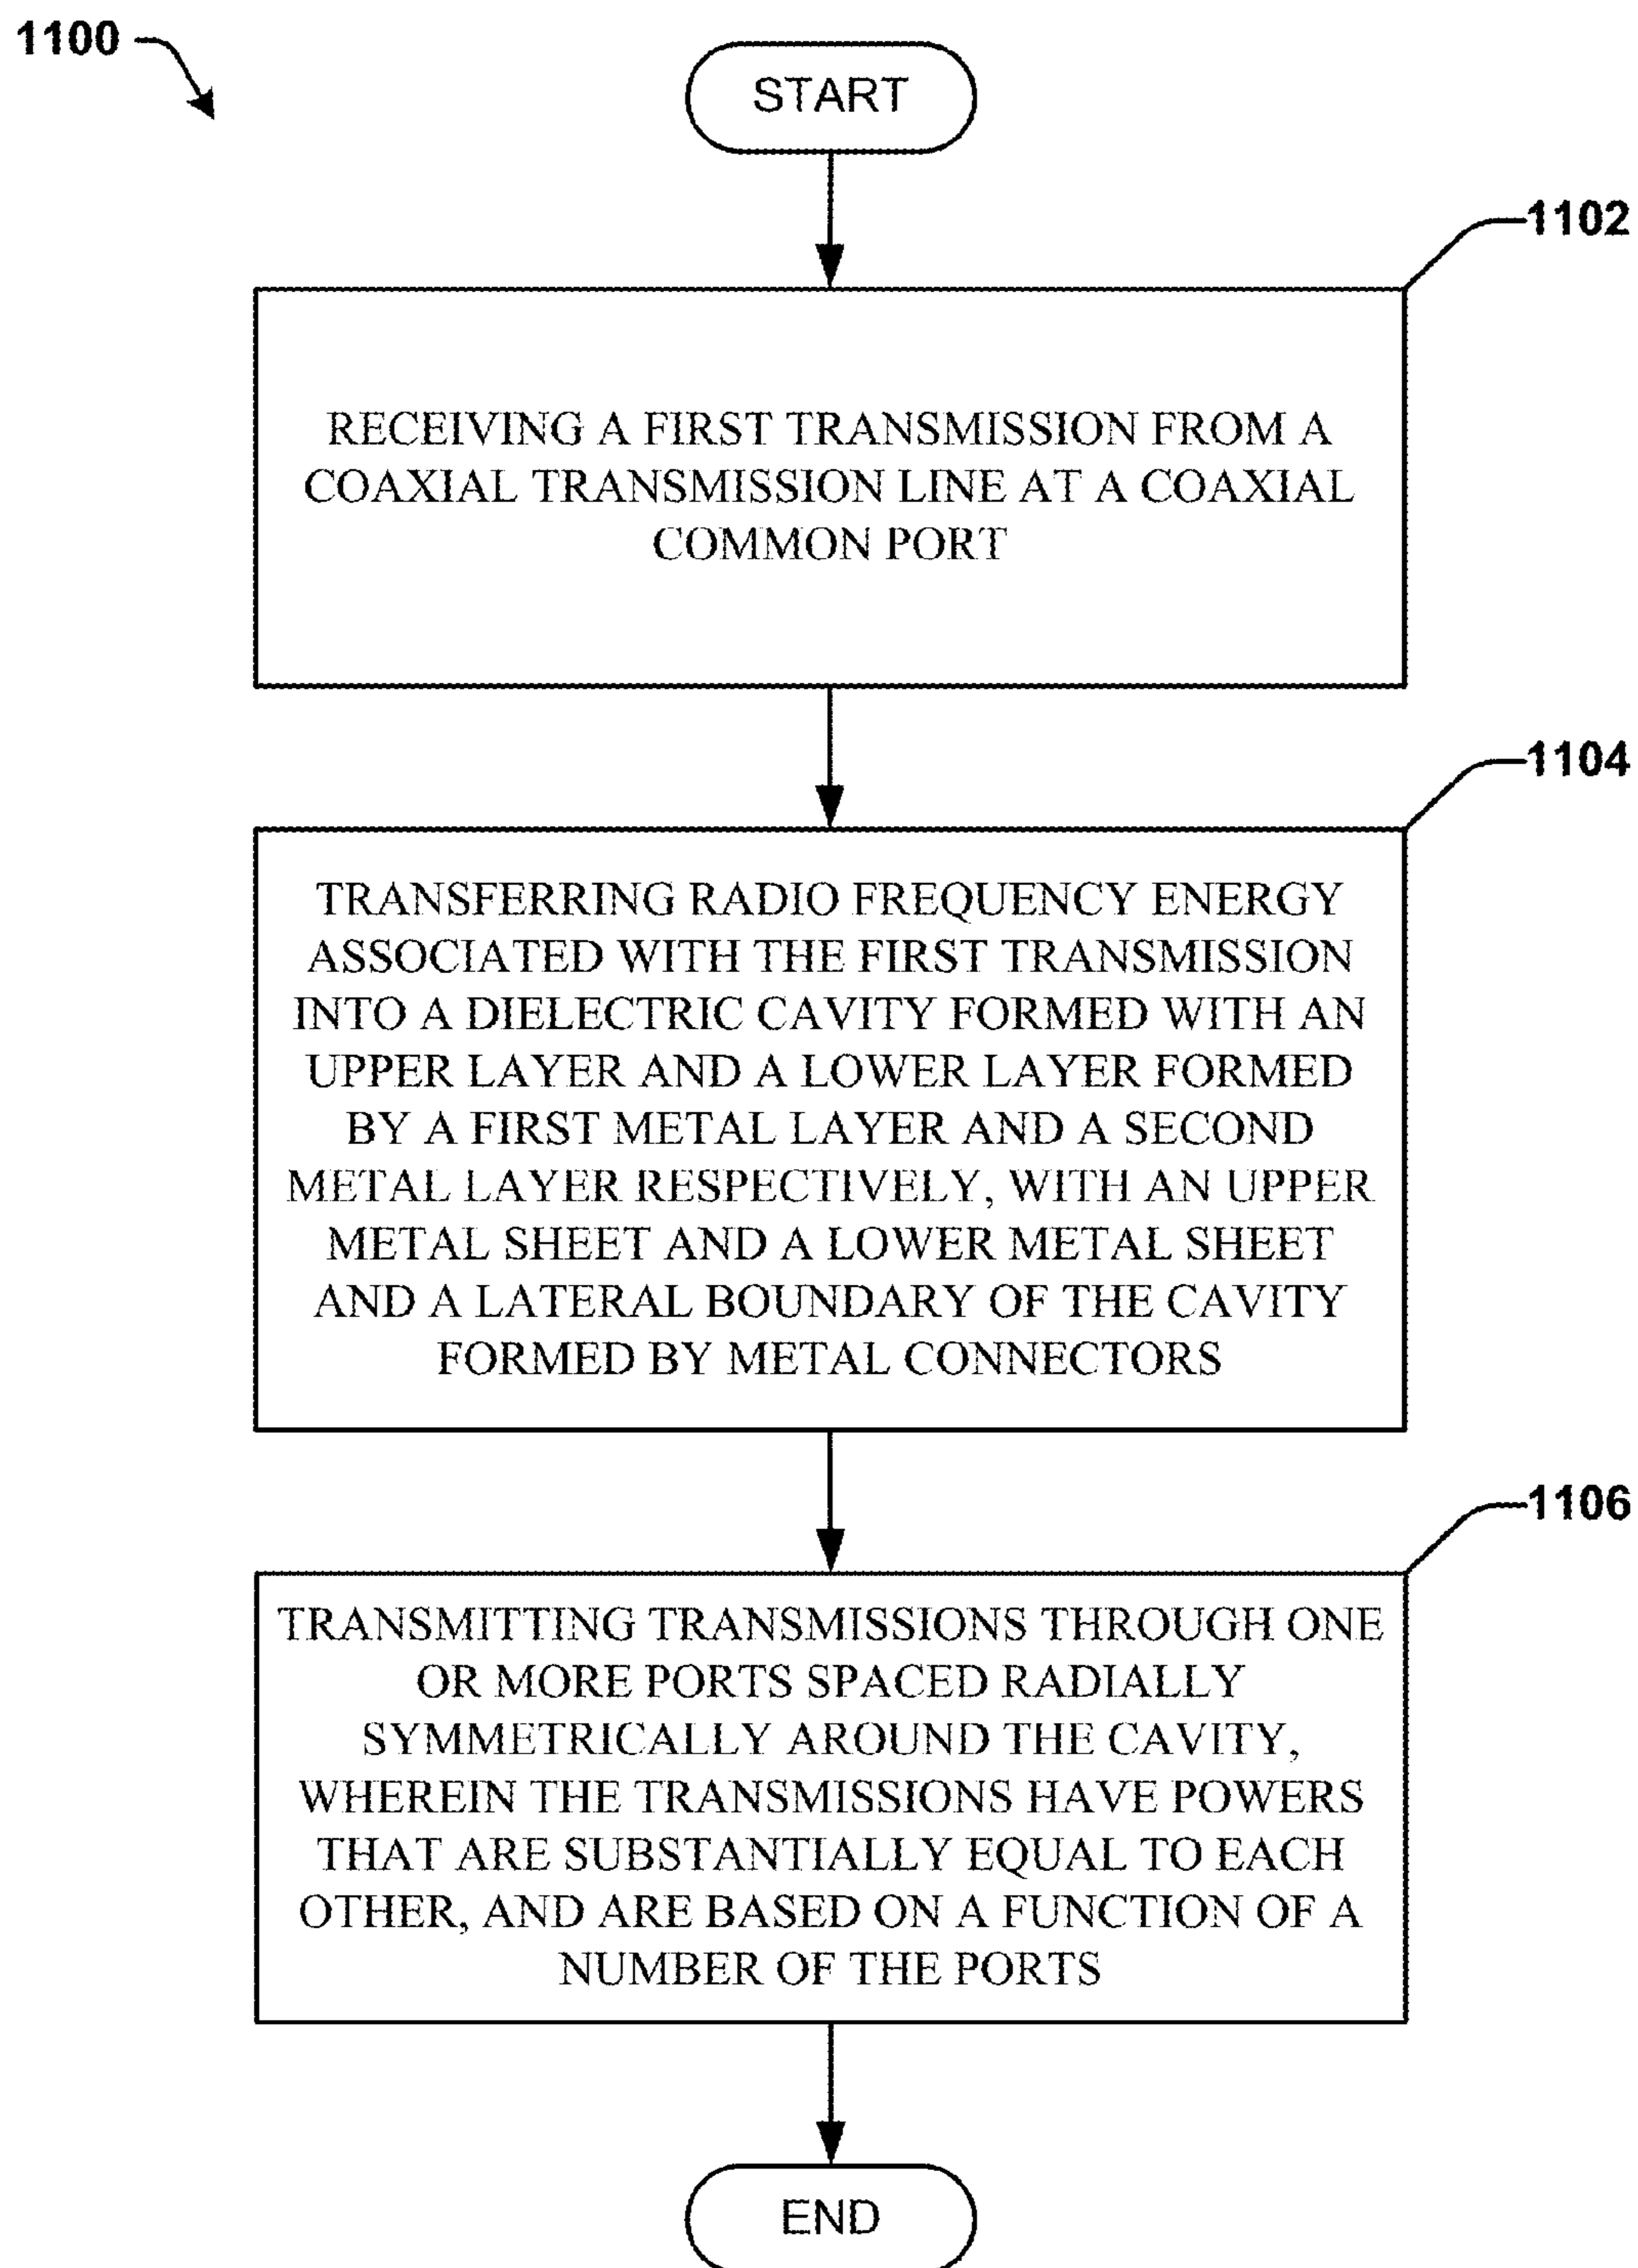 1100
START
1102
RECEIVING A FIRST TRANSMISSION FROM A
COAXIAL TRANSMISSION LINE AT A COAXIAL
COMMON PORT
1104
TRANSFERRING RADIO FREQUENCY ENERGY
ASSOCIATED WITH THE FIRST TRANSMISSION
INTO A DIELECTRIC CAVITY FORMED WITH AN
UPPER LAYER AND A LOWER LAYER FORMED
BY A FIRST METAL LAYER AND A SECOND
METAL LAYER RESPECTIVELY, WITH AN UPPER
METAL SHEET AND A LOWER METAL SHEET
AND A LATERAL BOUNDARY OF THE CAVITY
FORMED BY METAL CONNECTORS
1106
TRANSMITTING TRANSMISSIONS THROUGH ONE
OR MORE PORTS SPACED RADIALLY
SYMMETRICALLY AROUND THE CAVITY,
WHEREIN THE TRANSMISSIONS HAVE POWERS
THAT ARE SUBSTANTIALLY EQUAL TO EACH
OTHER, AND ARE BASED ON A FUNCTION OF A
NUMBER OF THE PORTS
END